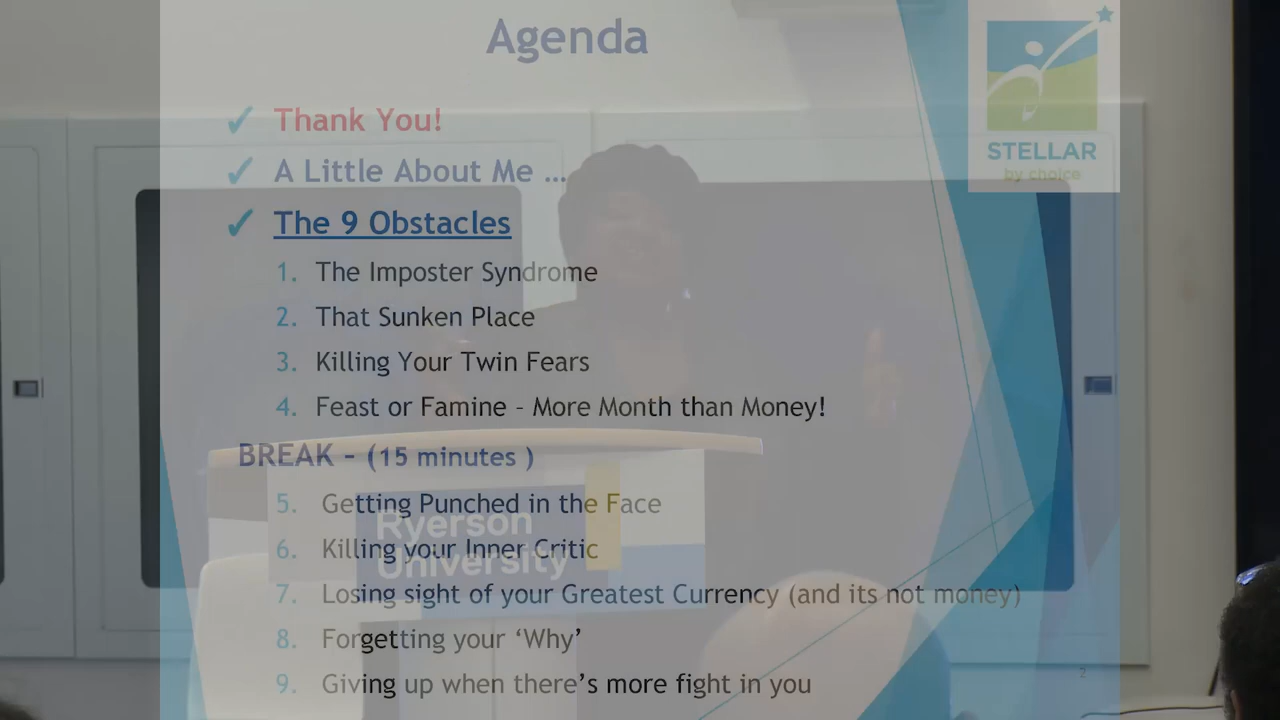 Agenda
STELLAR
by choice
✓ Thank You!
✓ A Little About Me ...
✓ The 9 Obstacles
1. The Imposter Syndrome
2. That Sunken Place
3. Killing Your Twin Fears
4. Feast or Famine – More Month than Money!
BREAK – (15 minutes )
5. Getting Punched in the Face
6. Killing your Inner Critic
7. Losing sight of your Greatest Currency (and its not money)
8. Forgetting your ‘Why’
9. Giving up when there’s more fight in you
Ryerson
University
2